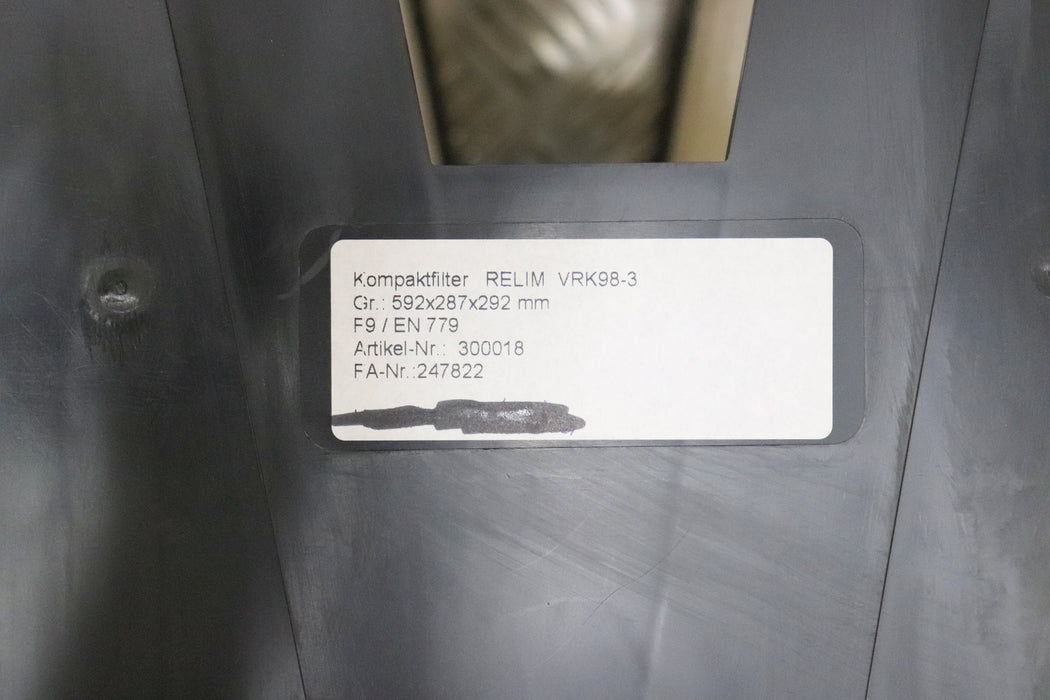 Kompaktfilter RELIM VRK98-3
Gr.: 592x287x292 mm
F9 / EN 779
Artikel-Nr.: 300018
FA-Nr.:247822